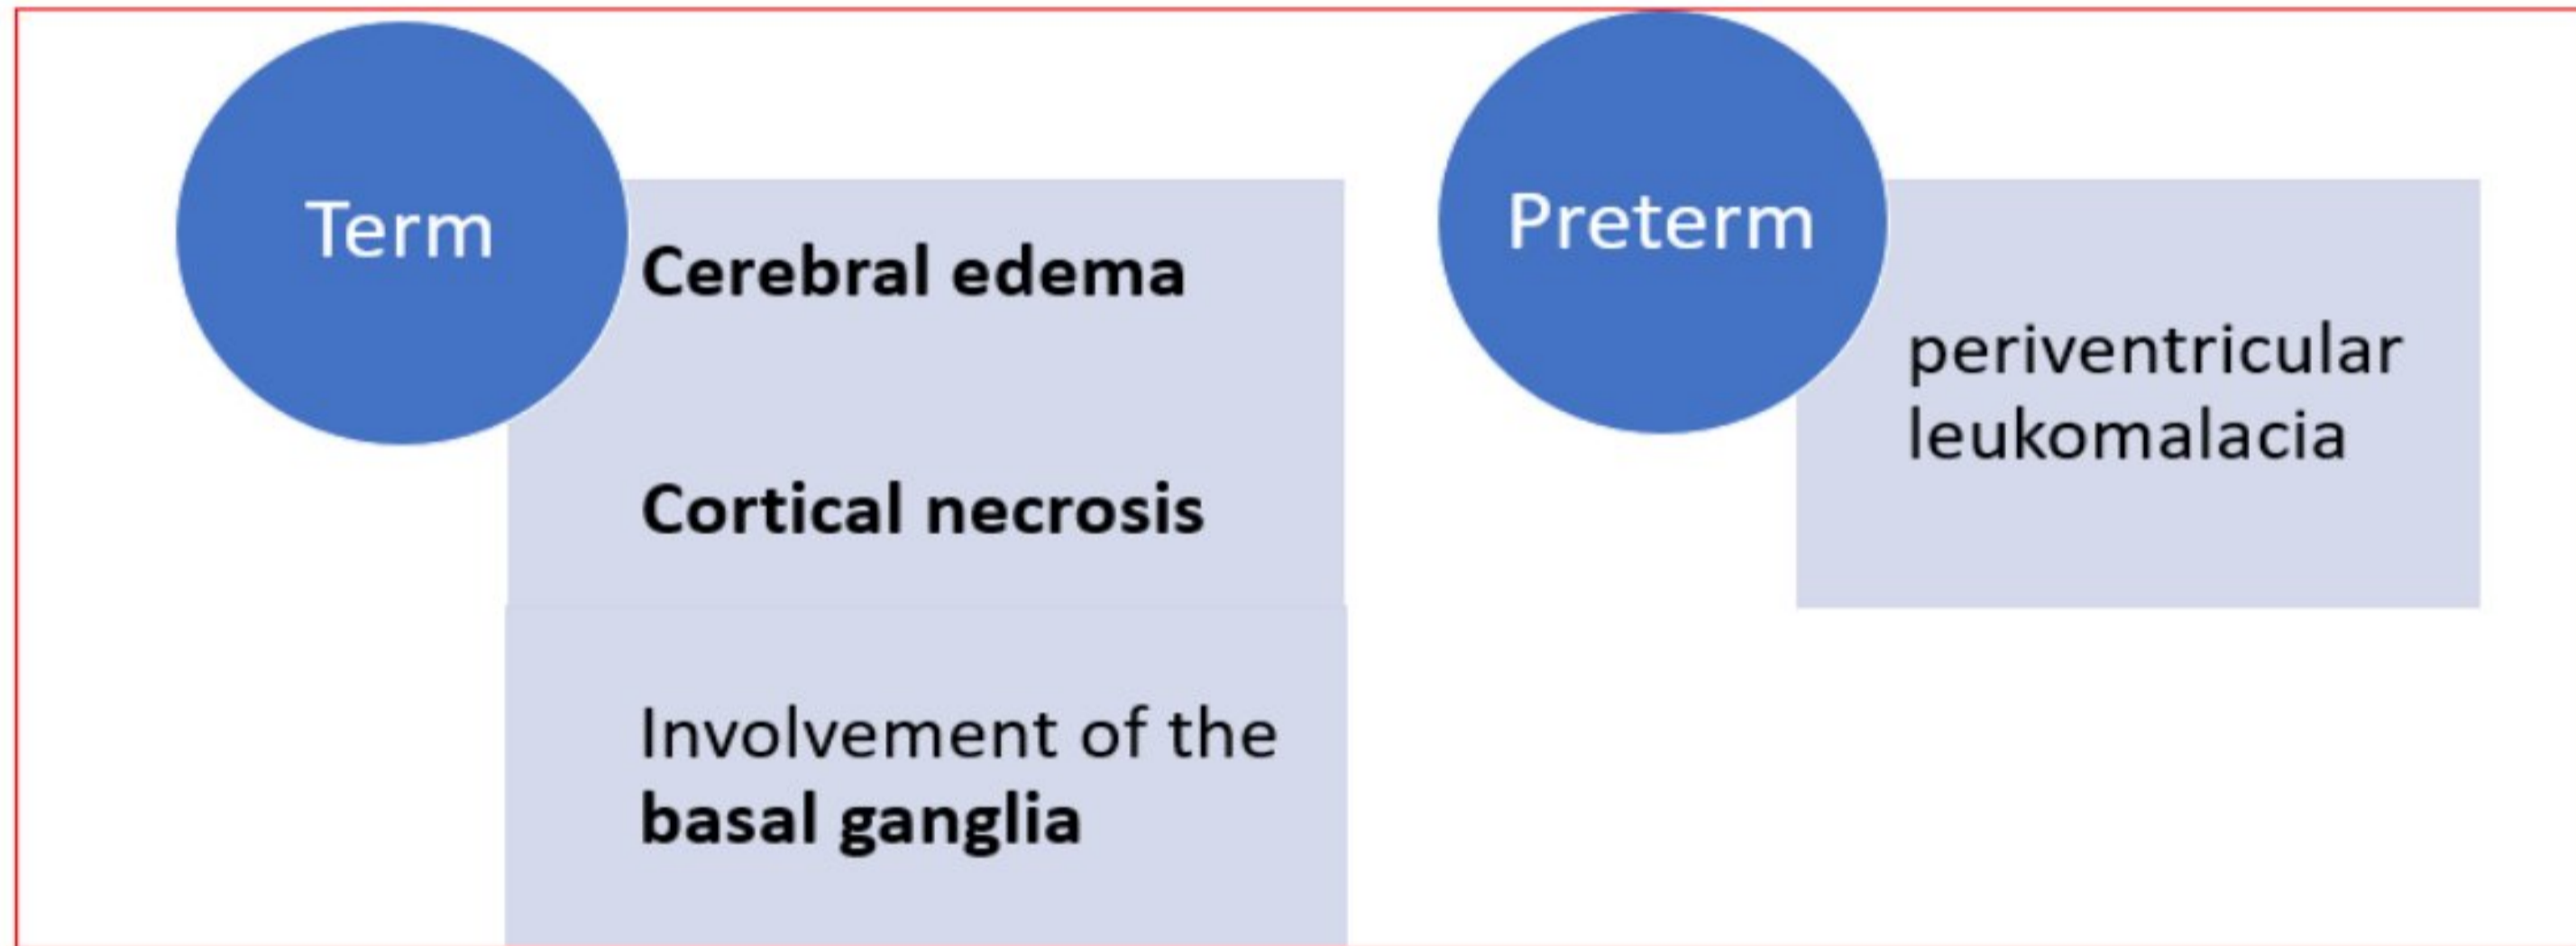 Term
Cerebral edema
Cortical necrosis
Involvement of the
basal ganglia
Preterm
periventricular
leukomalacia